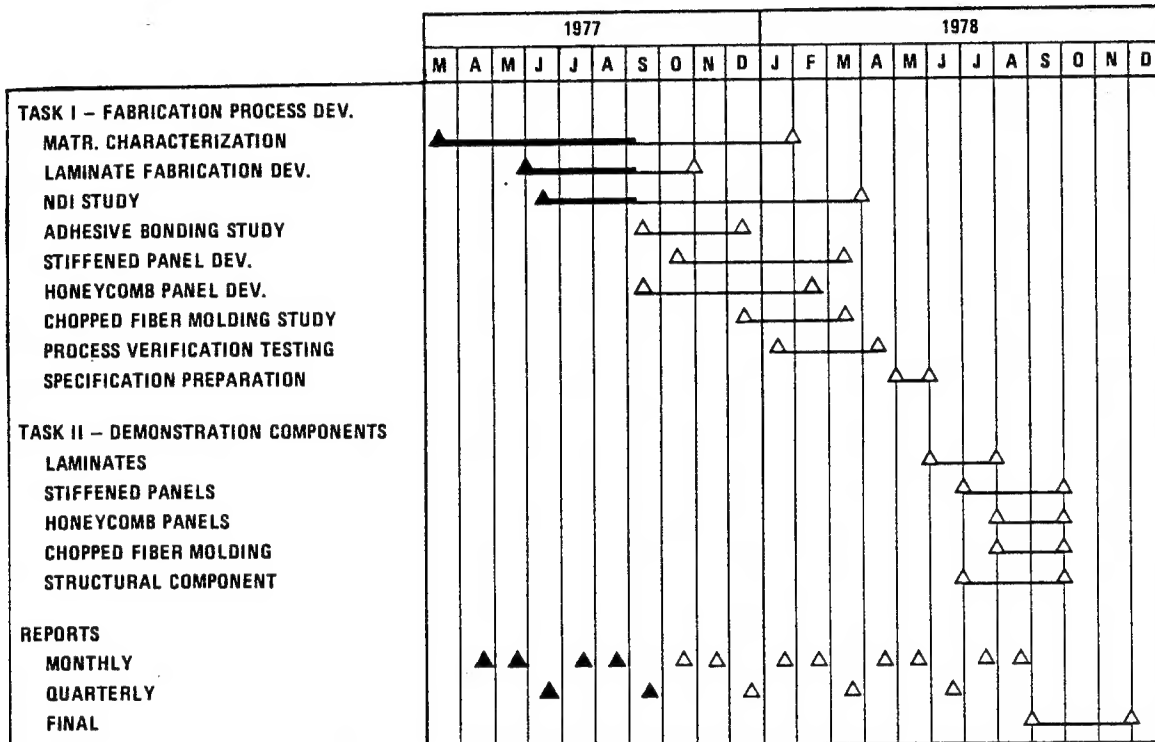 1977 1978
M A M J J A S O N D J F M A M J J A S O N D
TASK I – FABRICATION PROCESS DEV.
MATR. CHARACTERIZATION
LAMINATE FABRICATION DEV.
NDI STUDY
ADHESIVE BONDING STUDY
STIFFENED PANEL DEV.
HONEYCOMB PANEL DEV.
CHOPPED FIBER MOLDING STUDY
PROCESS VERIFICATION TESTING
SPECIFICATION PREPARATION
TASK II – DEMONSTRATION COMPONENTS
LAMINATES
STIFFENED PANELS
HONEYCOMB PANELS
CHOPPED FIBER MOLDING
STRUCTURAL COMPONENT
REPORTS
MONTHLY
QUARTERLY
FINAL